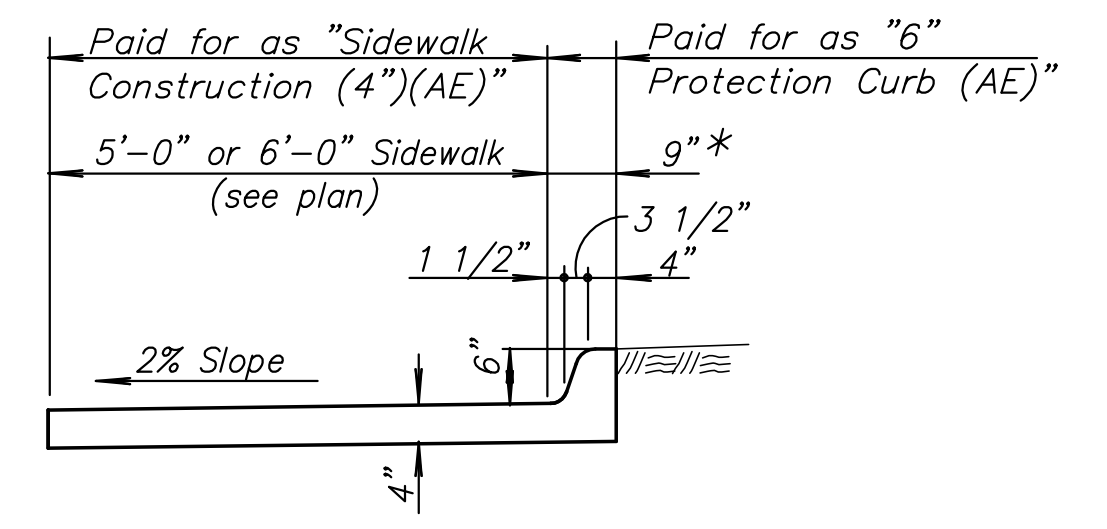 Paid for as "Sidewalk
Construction (4")(AE)"
Paid for as "6"
Protection Curb (AE)"
5'-0" or 6'-0" Sidewalk
(see plan)
9"*
3 1/2"
1 1/2"
4"
2% Slope
6"
4"